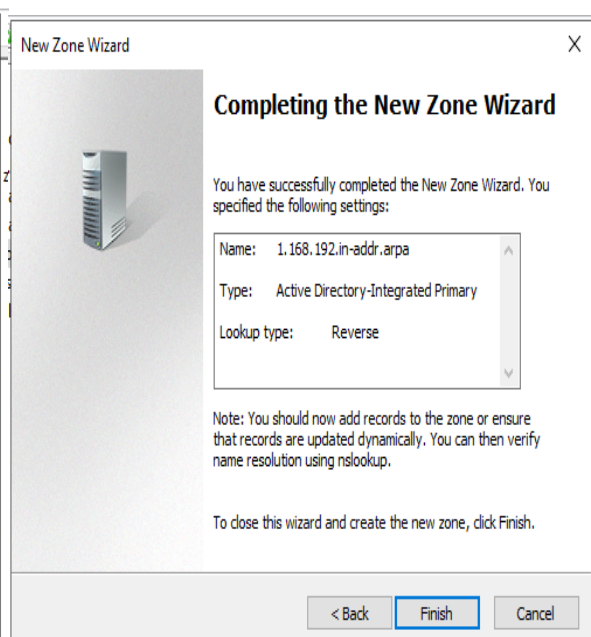 New Zone Wizard
Completing the New Zone Wizard
You have successfully completed the New Zone Wizard. You
specified the following settings:
Name: 1.168.192.in-addr.arpa
Type: Active Directory-Integrated Primary
Lookup type: Reverse
Note: You should now add records to the zone or ensure
that records are updated dynamically. You can then verify
name resolution using nslookup.
To close this wizard and create the new zone, click Finish.
< Back
Finish
Cancel